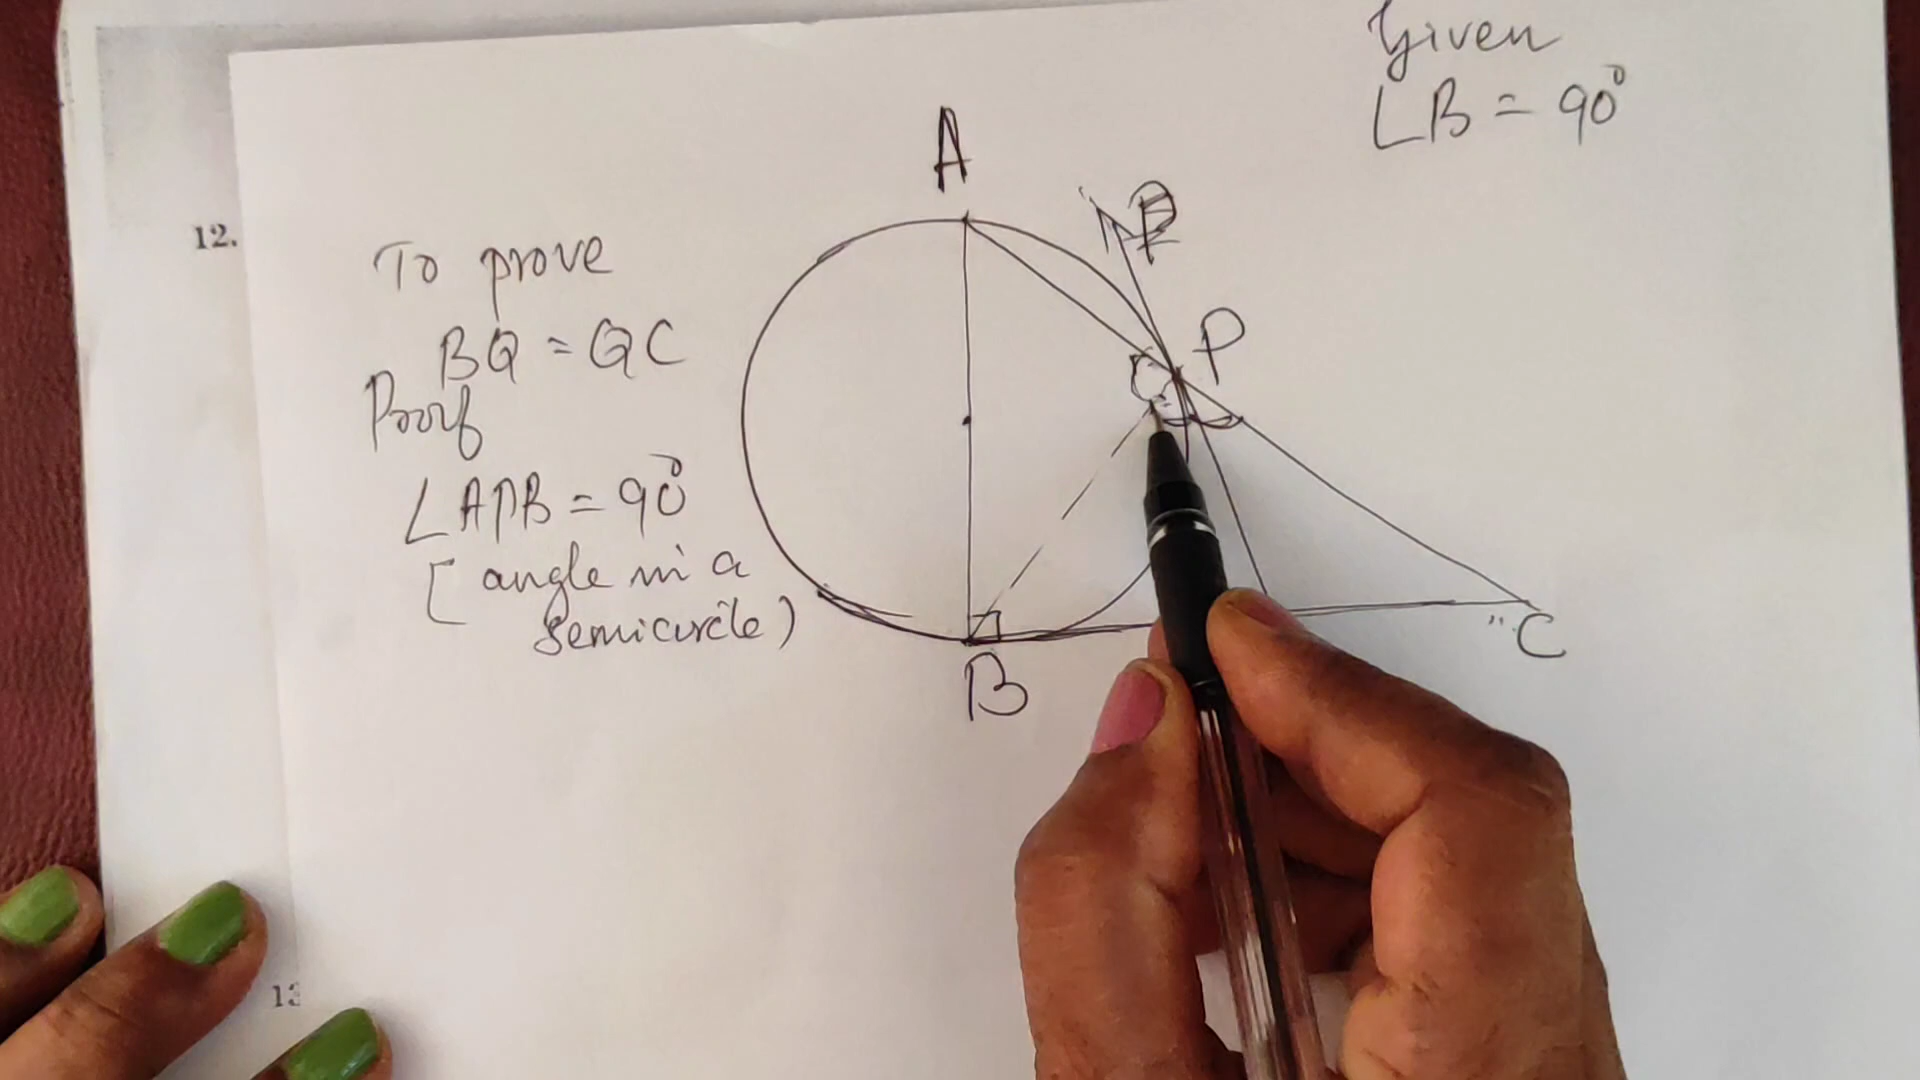 Given
∠B = 90°
12.
To prove
BQ = QC
Proof
∠APB = 90°
[ angle in a
semicircle)
A
P
B
C
13